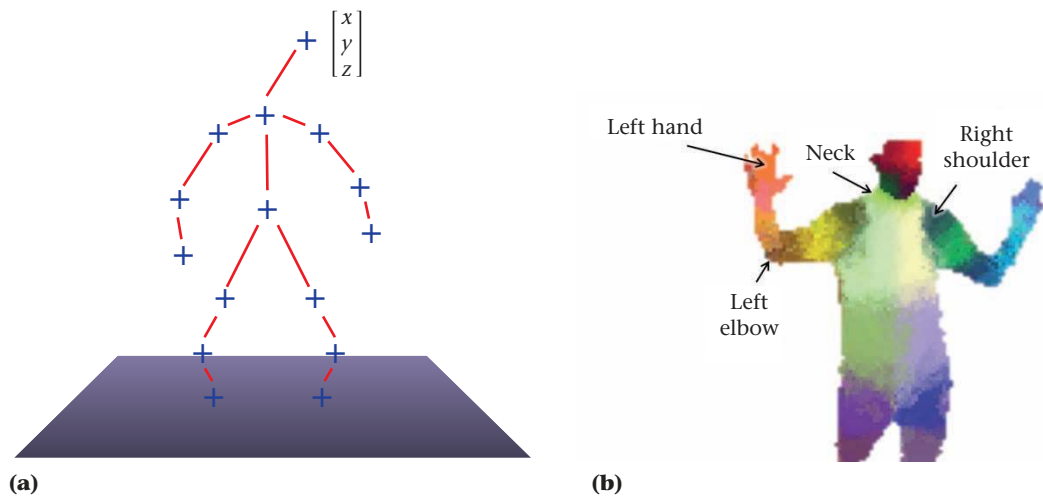 x
y
z
Left hand
Neck
Right
shoulder
Left
elbow
(a)
(b)